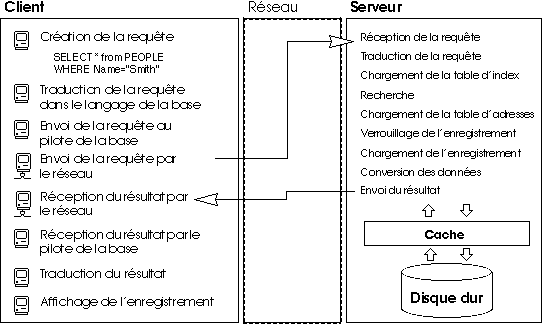 Client
Création de la requête
SELECT * from PEOPLE
WHERE Name="Smith"
Traduction de la requête
dans le langage de la base
Envoi de la requête au
pilote de la base
Envoi de la requête par
le réseau
Réception du résultat par
le réseau
Réception du résultat par le
pilote de la base
Traduction du résultat
Affichage de l'enregistrement
Réseau
Serveur
Réception de la requête
Traduction de la requête
Chargement de la table d'index
Recherche
Chargement de la table d'adresses
Verrouillage de l'enregistrement
Chargement de l'enregistrement
Conversion des données
Envoi du résultat
Cache
Disque dur